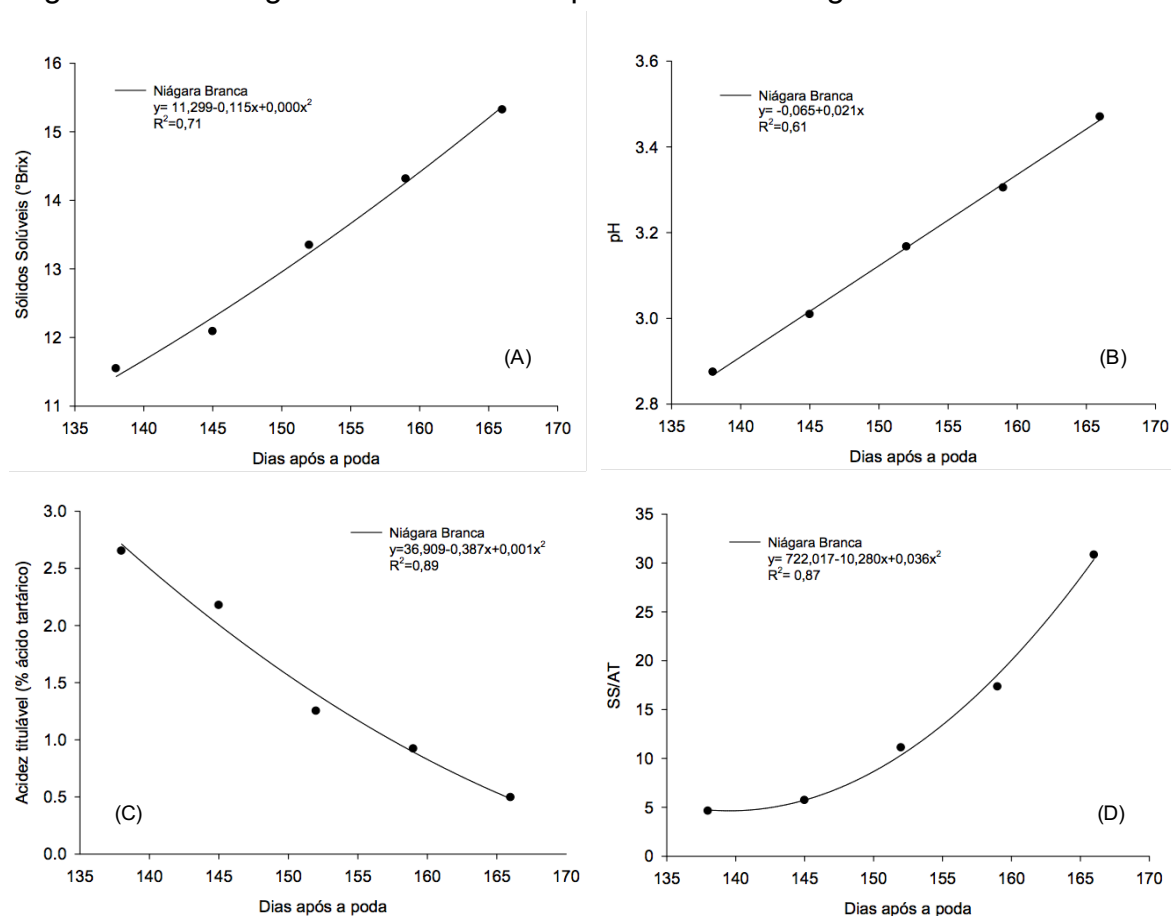 16
15
14
13
12
11
Sólidos Solúveis (°Brix)
Niágara Branca
y= 11,299-0,115x+0,000x²
R²=0,71
(A)
135 140 145 150 155 160 165 170
Dias após a poda
3.6
3.4
3.2
3.0
2.8
pH
Niágara Branca
y= -0,065+0,021x
R²=0,61
(B)
135 140 145 150 155 160 165 170
Dias após a poda
3.0
2.5
2.0
1.5
1.0
0.5
0.0
Acidez titulável (% ácido tartárico)
Niágara Branca
y=36,909-0,387x+0,001x²
R²=0,89
(C)
135 140 145 150 155 160 165 170
Dias após a poda
35
30
25
20
15
10
5
0
SS/AT
Niágara Branca
y= 722,017-10,280x+0,036x²
R²= 0,87
(D)
135 140 145 150 155 160 165 170
Dias após a poda